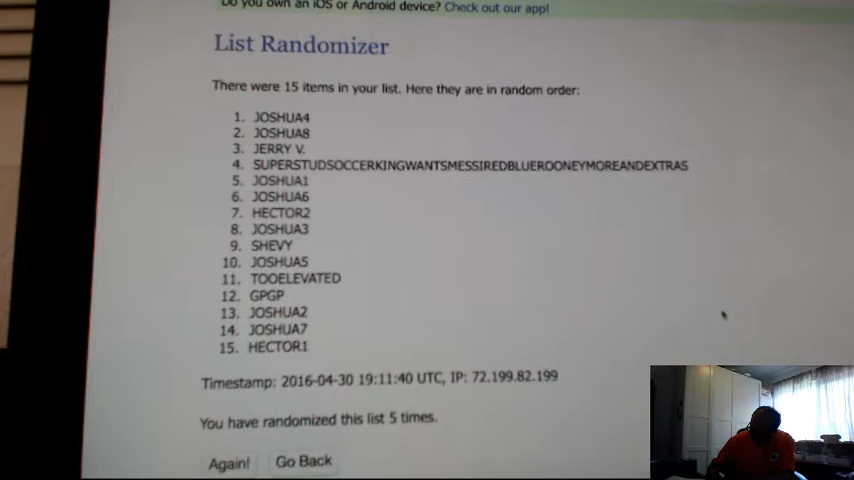 Do you own an iOS or Android device? Check out our app!
List Randomizer
There were 15 items in your list. Here they are in random order:
1. JOSHUA4
2. JOSHUA8
3. JERRY V.
4. SUPERSTUDSOCCERKINGWANTSMESSIREDBLUEROONEYMOREANDEXTRAS
5. JOSHUA1
6. JOSHUA6
7. HECTOR2
8. JOSHUA3
9. SHEVY
10. JOSHUA5
11. TOOELEVATED
12. GPGP
13. JOSHUA2
14. JOSHUA7
15. HECTOR1
Timestamp: 2016-04-30 19:11:40 UTC, IP: 72.199.82.199
You have randomized this list 5 times.
Again! Go Back